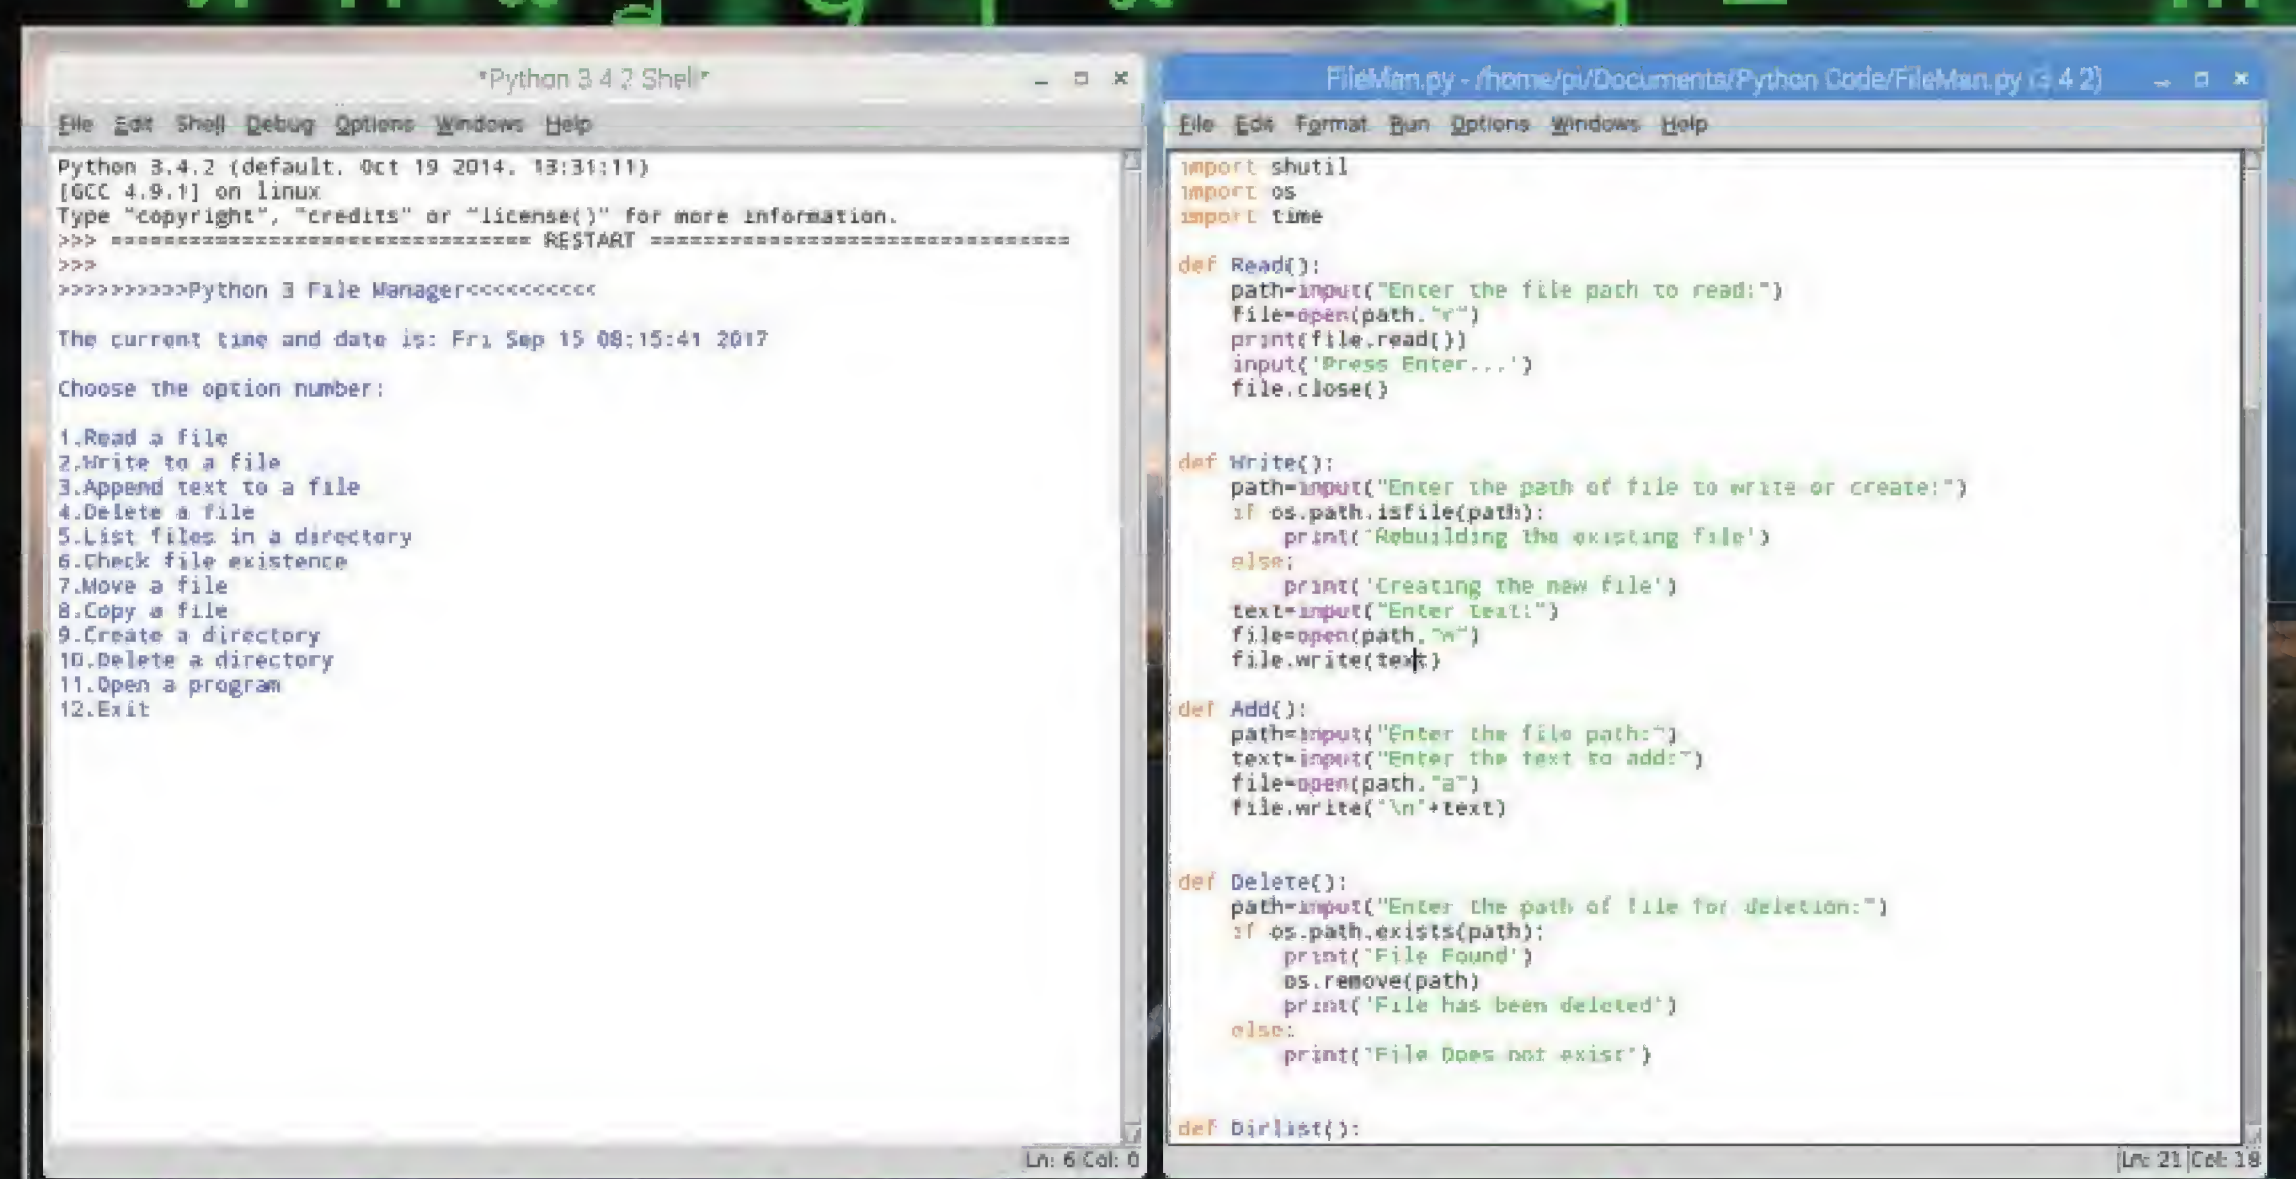 *Python 3.4.2 Shell*
File Edit Shell Debug Options Windows Help
Python 3.4.2 (default, Oct 19 2014, 13:31:11)
[GCC 4.9.1] on linux
Type "copyright", "credits" or "license()" for more information.
>>> ================================ RESTART ================================
>>>
>>>>>>>>>>Python 3 File Manager<<<<<<<<<<
The current time and date is: Fri Sep 15 08:15:41 2017
Choose the option number:
1.Read a file
2.Write to a file
3.Append text to a file
4.Delete a file
5.List files in a directory
6.Check file existence
7.Move a file
8.Copy a file
9.Create a directory
10.Delete a directory
11.Open a program
12.Exit
Ln: 6 Col: 0
FileMan.py - /home/pi/Documents/Python Code/FileMan.py (3.4.2)
File Edit Format Run Options Windows Help
import shutil
import os
import time
def Read():
    path=input("Enter the file path to read:")
    file=open(path,"r")
    print(file.read())
    input('Press Enter...')
    file.close()
def Write():
    path=input("Enter the path of file to write or create:")
    if os.path.isfile(path):
        print('Rebuilding the existing file')
    else:
        print('Creating the new file')
    text=input("Enter text:")
    file=open(path,"w")
    file.write(text)
def Add():
    path=input("Enter the file path:")
    text=input("Enter the text to add:")
    file=open(path,"a")
    file.write("\n"+text)
def Delete():
    path=input("Enter the path of file for deletion:")
    if os.path.exists(path):
        print('File Found')
        os.remove(path)
        print('File has been deleted')
    else:
        print('File Does not exist')
def Dirlist():
Ln: 21 Col: 18